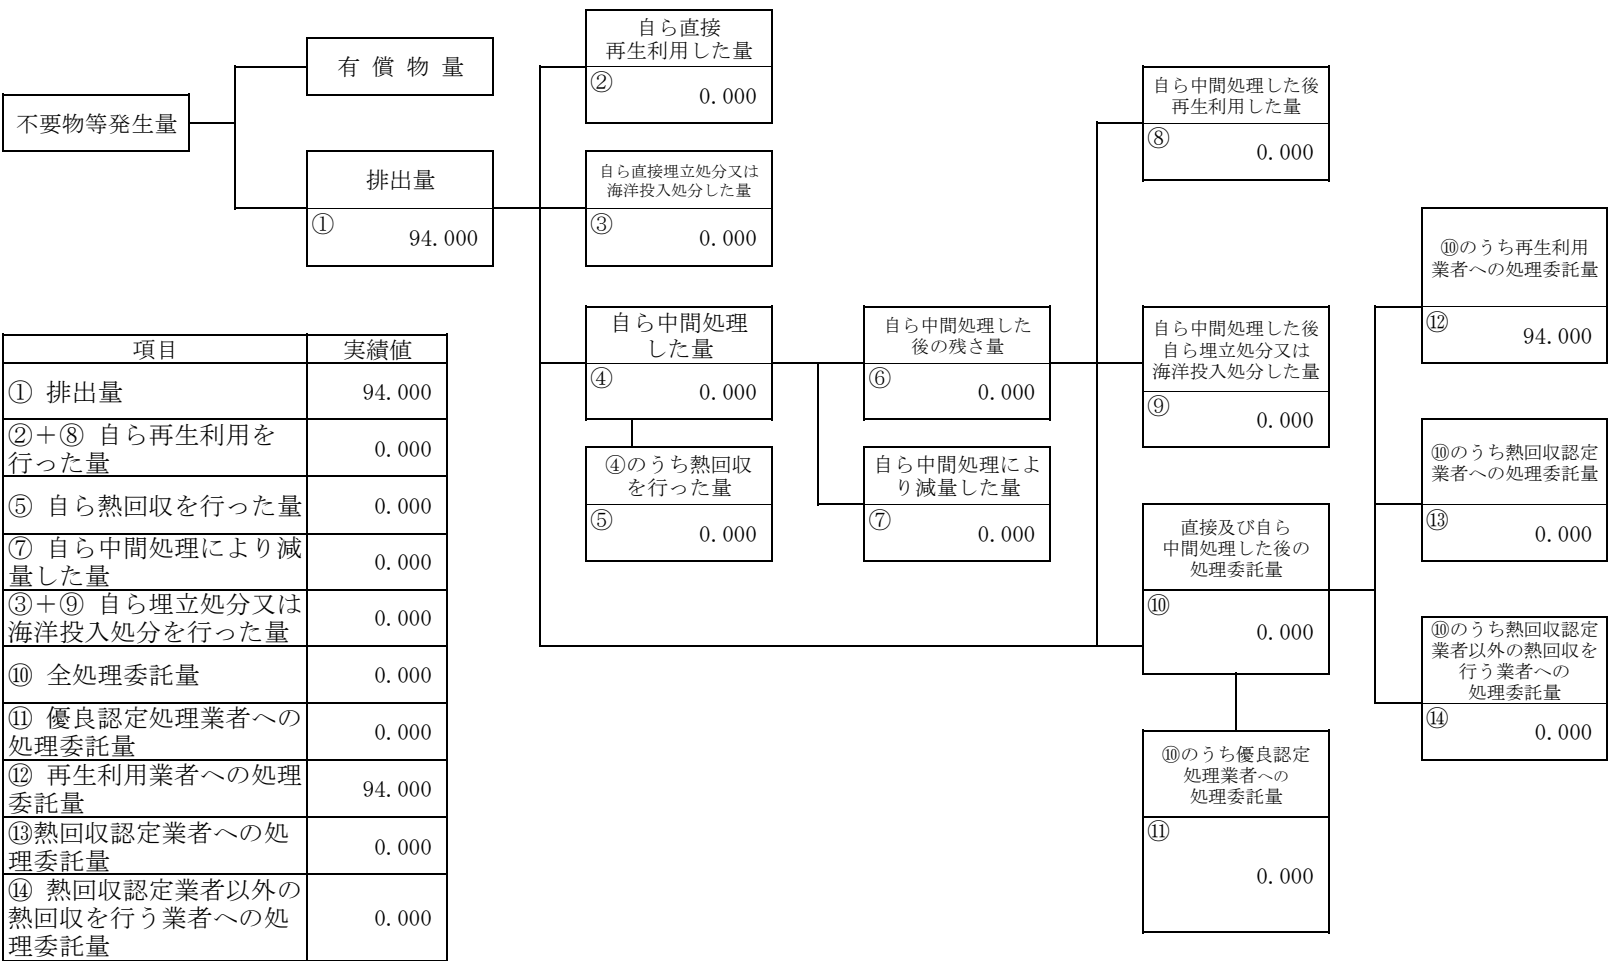 不要物等発生量
有 償 物 量
排出量
①
94.000
自ら直接
再生利用した量
②
0.000
自ら直接埋立処分又は
海洋投入処分した量
③
0.000
自ら中間処理
した量
④
0.000
④のうち熱回収
を行った量
⑤
0.000
自ら中間処理した
後の残さ量
⑥
0.000
自ら中間処理によ
り減量した量
⑦
0.000
自ら中間処理した後
再生利用した量
⑧
0.000
自ら中間処理した後
自ら埋立処分又は
海洋投入処分した量
⑨
0.000
直接及び自ら
中間処理した後の
処理委託量
⑩
0.000
⑩のうち優良認定
処理業者への
処理委託量
⑪
0.000
⑩のうち再生利用
業者への処理委託量
⑫
94.000
⑩のうち熱回収認定
業者への処理委託量
⑬
0.000
⑩のうち熱回収認定
業者以外の熱回収を
行う業者への
処理委託量
⑭
0.000
項目 実績値
① 排出量 94.000
②＋⑧ 自ら再生利用を
行った量 0.000
⑤ 自ら熱回収を行った量 0.000
⑦ 自ら中間処理により減
量した量 0.000
③＋⑨ 自ら埋立処分又は
海洋投入処分を行った量 0.000
⑩ 全処理委託量 0.000
⑪ 優良認定処理業者への
処理委託量 0.000
⑫ 再生利用業者への処理
委託量 94.000
⑬熱回収認定業者への処
理委託量 0.000
⑭ 熱回収認定業者以外の
熱回収を行う業者への処
理委託量 0.000